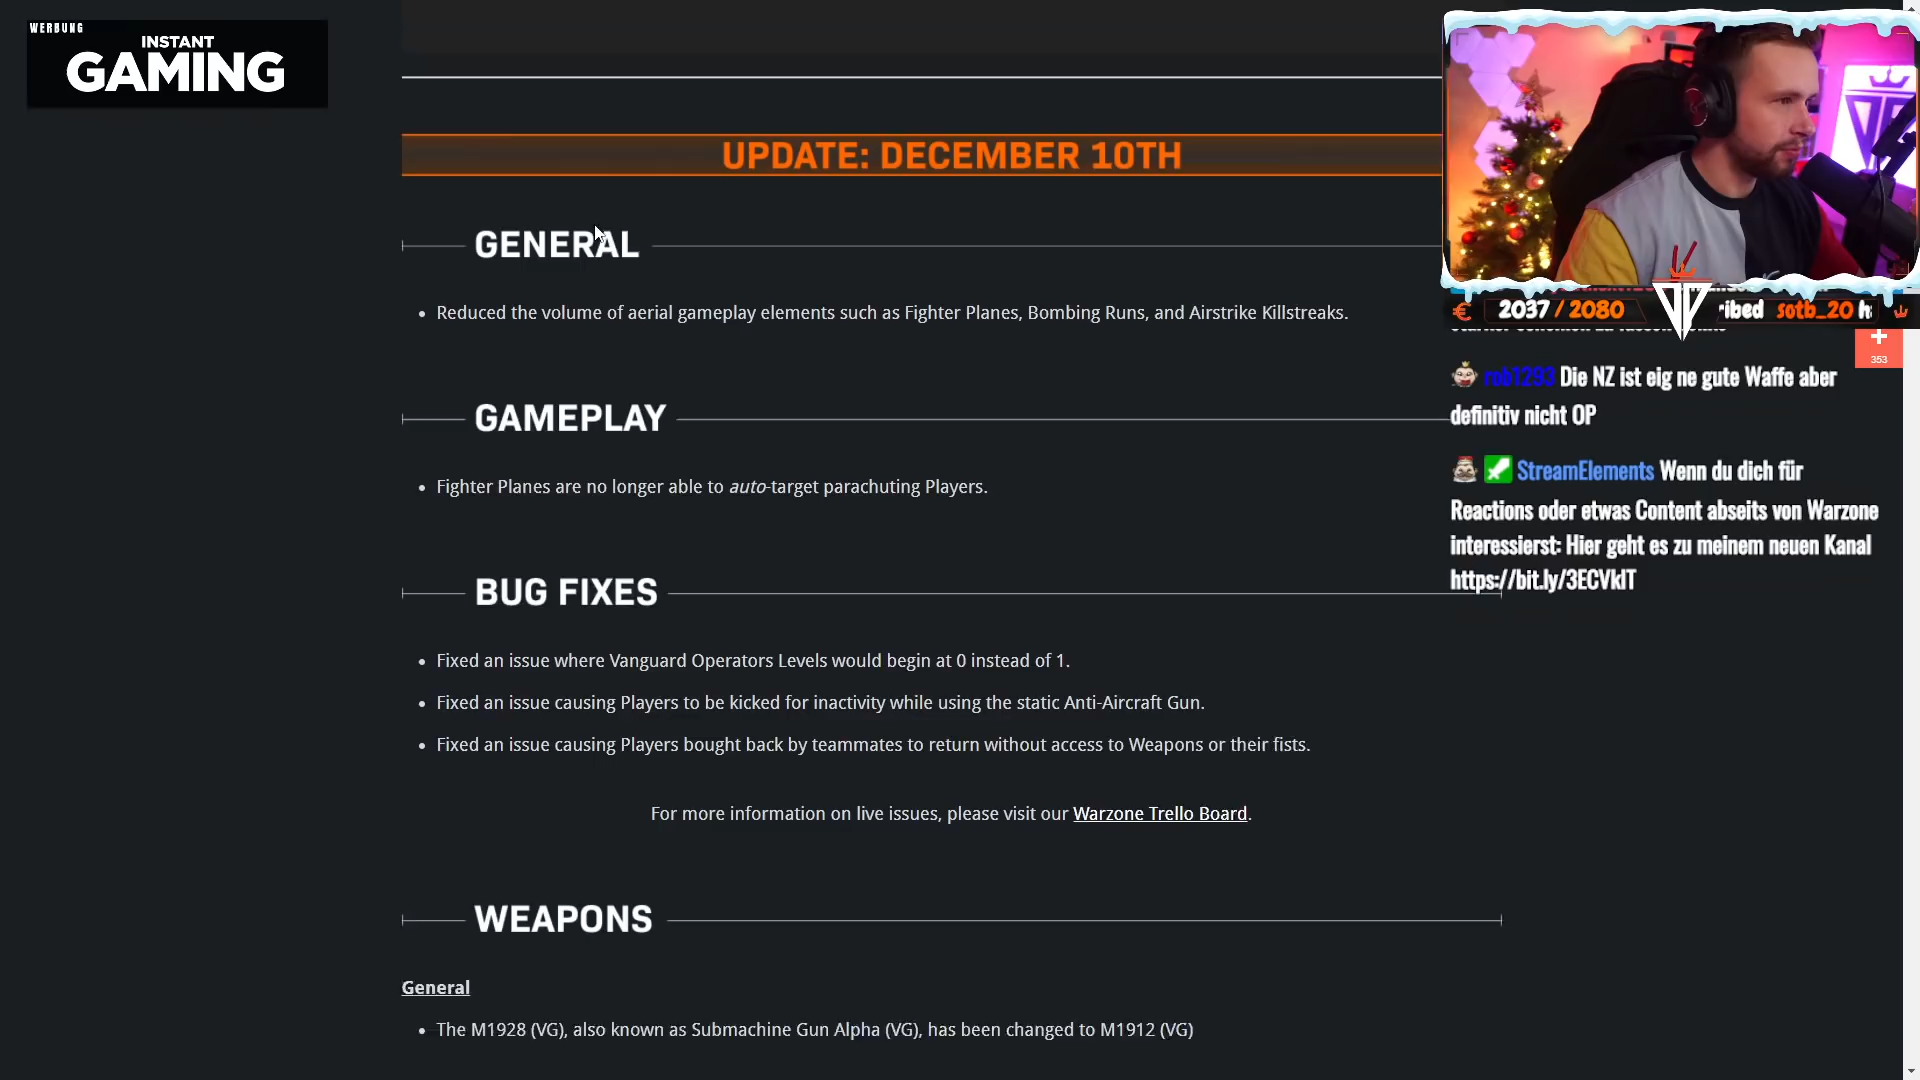 WERBUNG
INSTANT
GAMING
UPDATE: DECEMBER 10TH
GENERAL
• Reduced the volume of aerial gameplay elements such as Fighter Planes, Bombing Runs, and Airstrike Killstreaks.
GAMEPLAY
• Fighter Planes are no longer able to auto-target parachuting Players.
BUG FIXES
• Fixed an issue where Vanguard Operators Levels would begin at 0 instead of 1.
• Fixed an issue causing Players to be kicked for inactivity while using the static Anti-Aircraft Gun.
• Fixed an issue causing Players bought back by teammates to return without access to Weapons or their fists.
For more information on live issues, please visit our Warzone Trello Board.
WEAPONS
General
• The M1928 (VG), also known as Submachine Gun Alpha (VG), has been changed to M1912 (VG)
€ 2037 / 2080
ribed sotb_20 h
353
rob1293 Die NZ ist eig ne gute Waffe aber
definitiv nicht OP
StreamElements Wenn du dich für
Reactions oder etwas Content abseits von Warzone
interessierst: Hier geht es zu meinem neuen Kanal
https://bit.ly/3ECVkIT